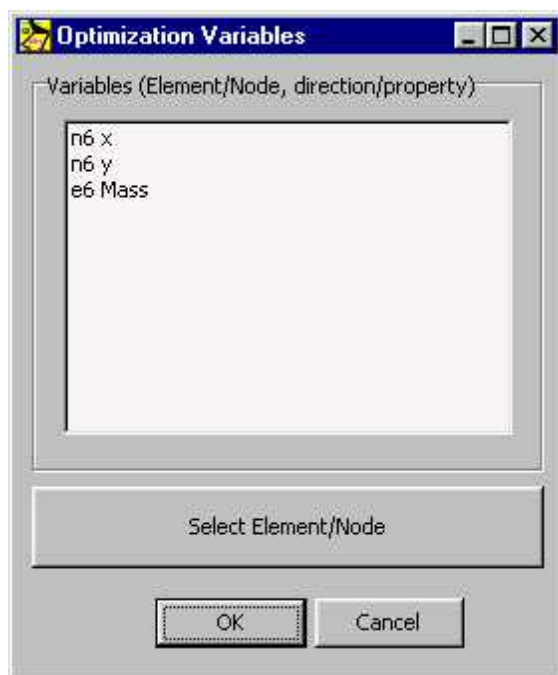 Optimization Variables
Variables (Element/Node, direction/property)
n6 x
n6 y
e6 Mass
Select Element/Node
OK
Cancel